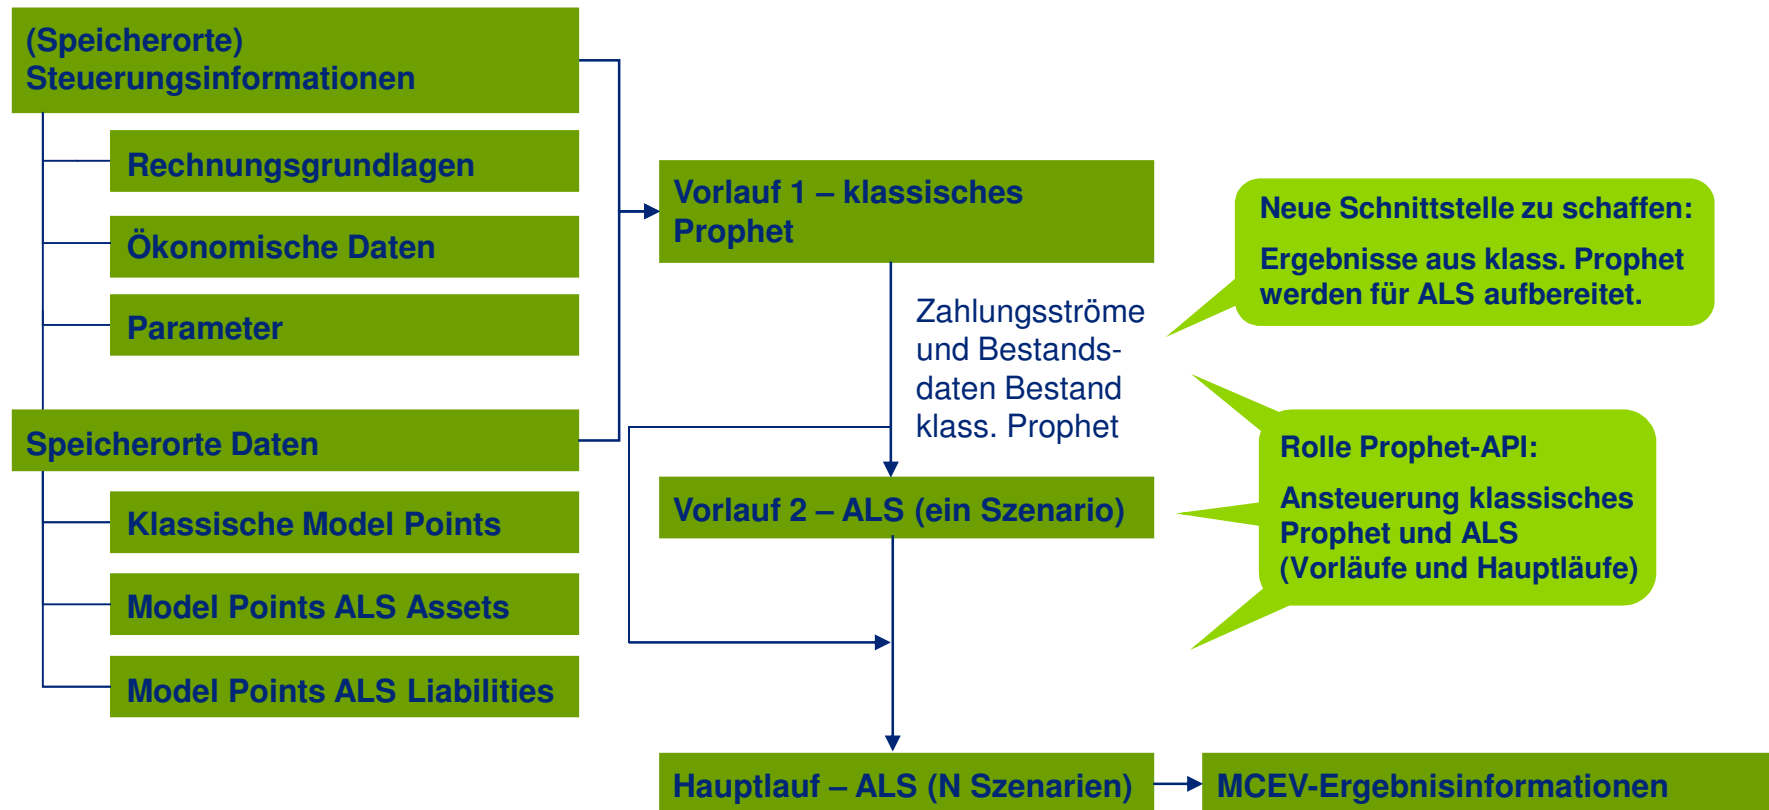 (Speicherorte)
Steuerungsinformationen
Rechnungsgrundlagen
Ökonomische Daten
Parameter
Speicherorte Daten
Klassische Model Points
Model Points ALS Assets
Model Points ALS Liabilities
Vorlauf 1 – klassisches
Prophet
Zahlungsströme
und Bestands-
daten Bestand
klass. Prophet
Vorlauf 2 – ALS (ein Szenario)
Hauptlauf – ALS (N Szenarien)
MCEV-Ergebnisinformationen
Neue Schnittstelle zu schaffen:
Ergebnisse aus klass. Prophet
werden für ALS aufbereitet.
Rolle Prophet-API:
Ansteuerung klassisches
Prophet und ALS
(Vorläufe und Hauptläufe)